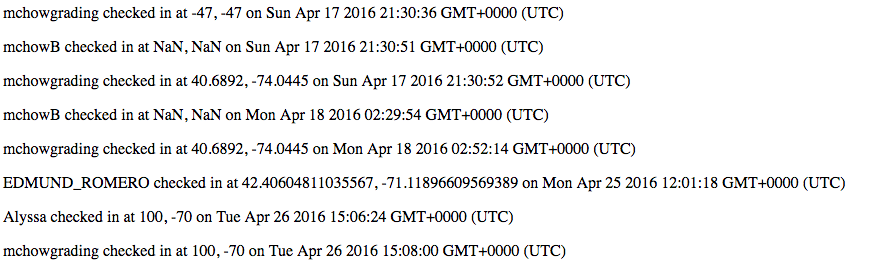 mchowgrading checked in at -47, -47 on Sun Apr 17 2016 21:30:36 GMT+0000 (UTC)
mchowB checked in at NaN, NaN on Sun Apr 17 2016 21:30:51 GMT+0000 (UTC)
mchowgrading checked in at 40.6892, -74.0445 on Sun Apr 17 2016 21:30:52 GMT+0000 (UTC)
mchowB checked in at NaN, NaN on Mon Apr 18 2016 02:29:54 GMT+0000 (UTC)
mchowgrading checked in at 40.6892, -74.0445 on Mon Apr 18 2016 02:52:14 GMT+0000 (UTC)
EDMUND_ROMERO checked in at 42.40604811035567, -71.11896609569389 on Mon Apr 25 2016 12:01:18 GMT+0000 (UTC)
Alyssa checked in at 100, -70 on Tue Apr 26 2016 15:06:24 GMT+0000 (UTC)
mchowgrading checked in at 100, -70 on Tue Apr 26 2016 15:08:00 GMT+0000 (UTC)